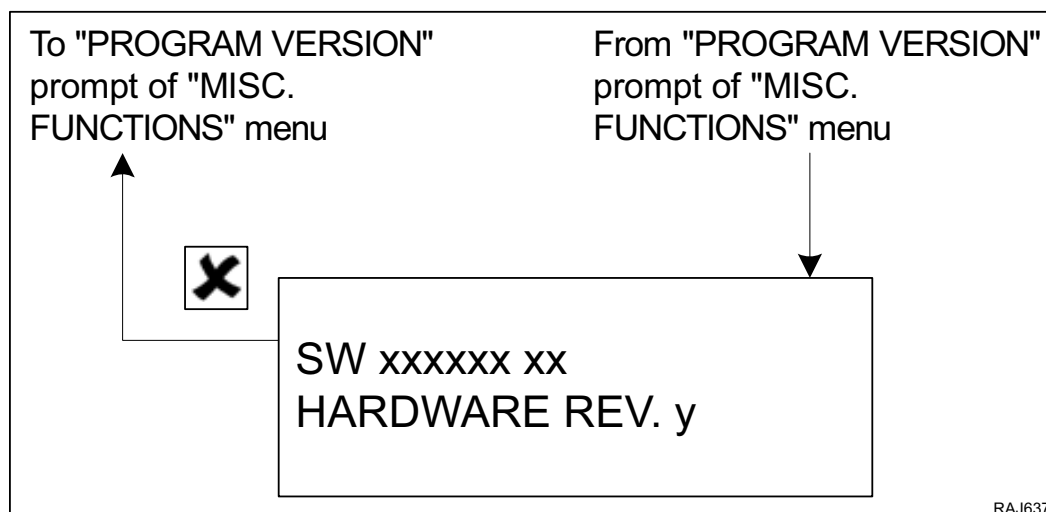 To "PROGRAM VERSION"
prompt of "MISC.
FUNCTIONS" menu
From "PROGRAM VERSION"
prompt of "MISC.
FUNCTIONS" menu
SW xxxxxx xx
HARDWARE REV. y
RAJ637